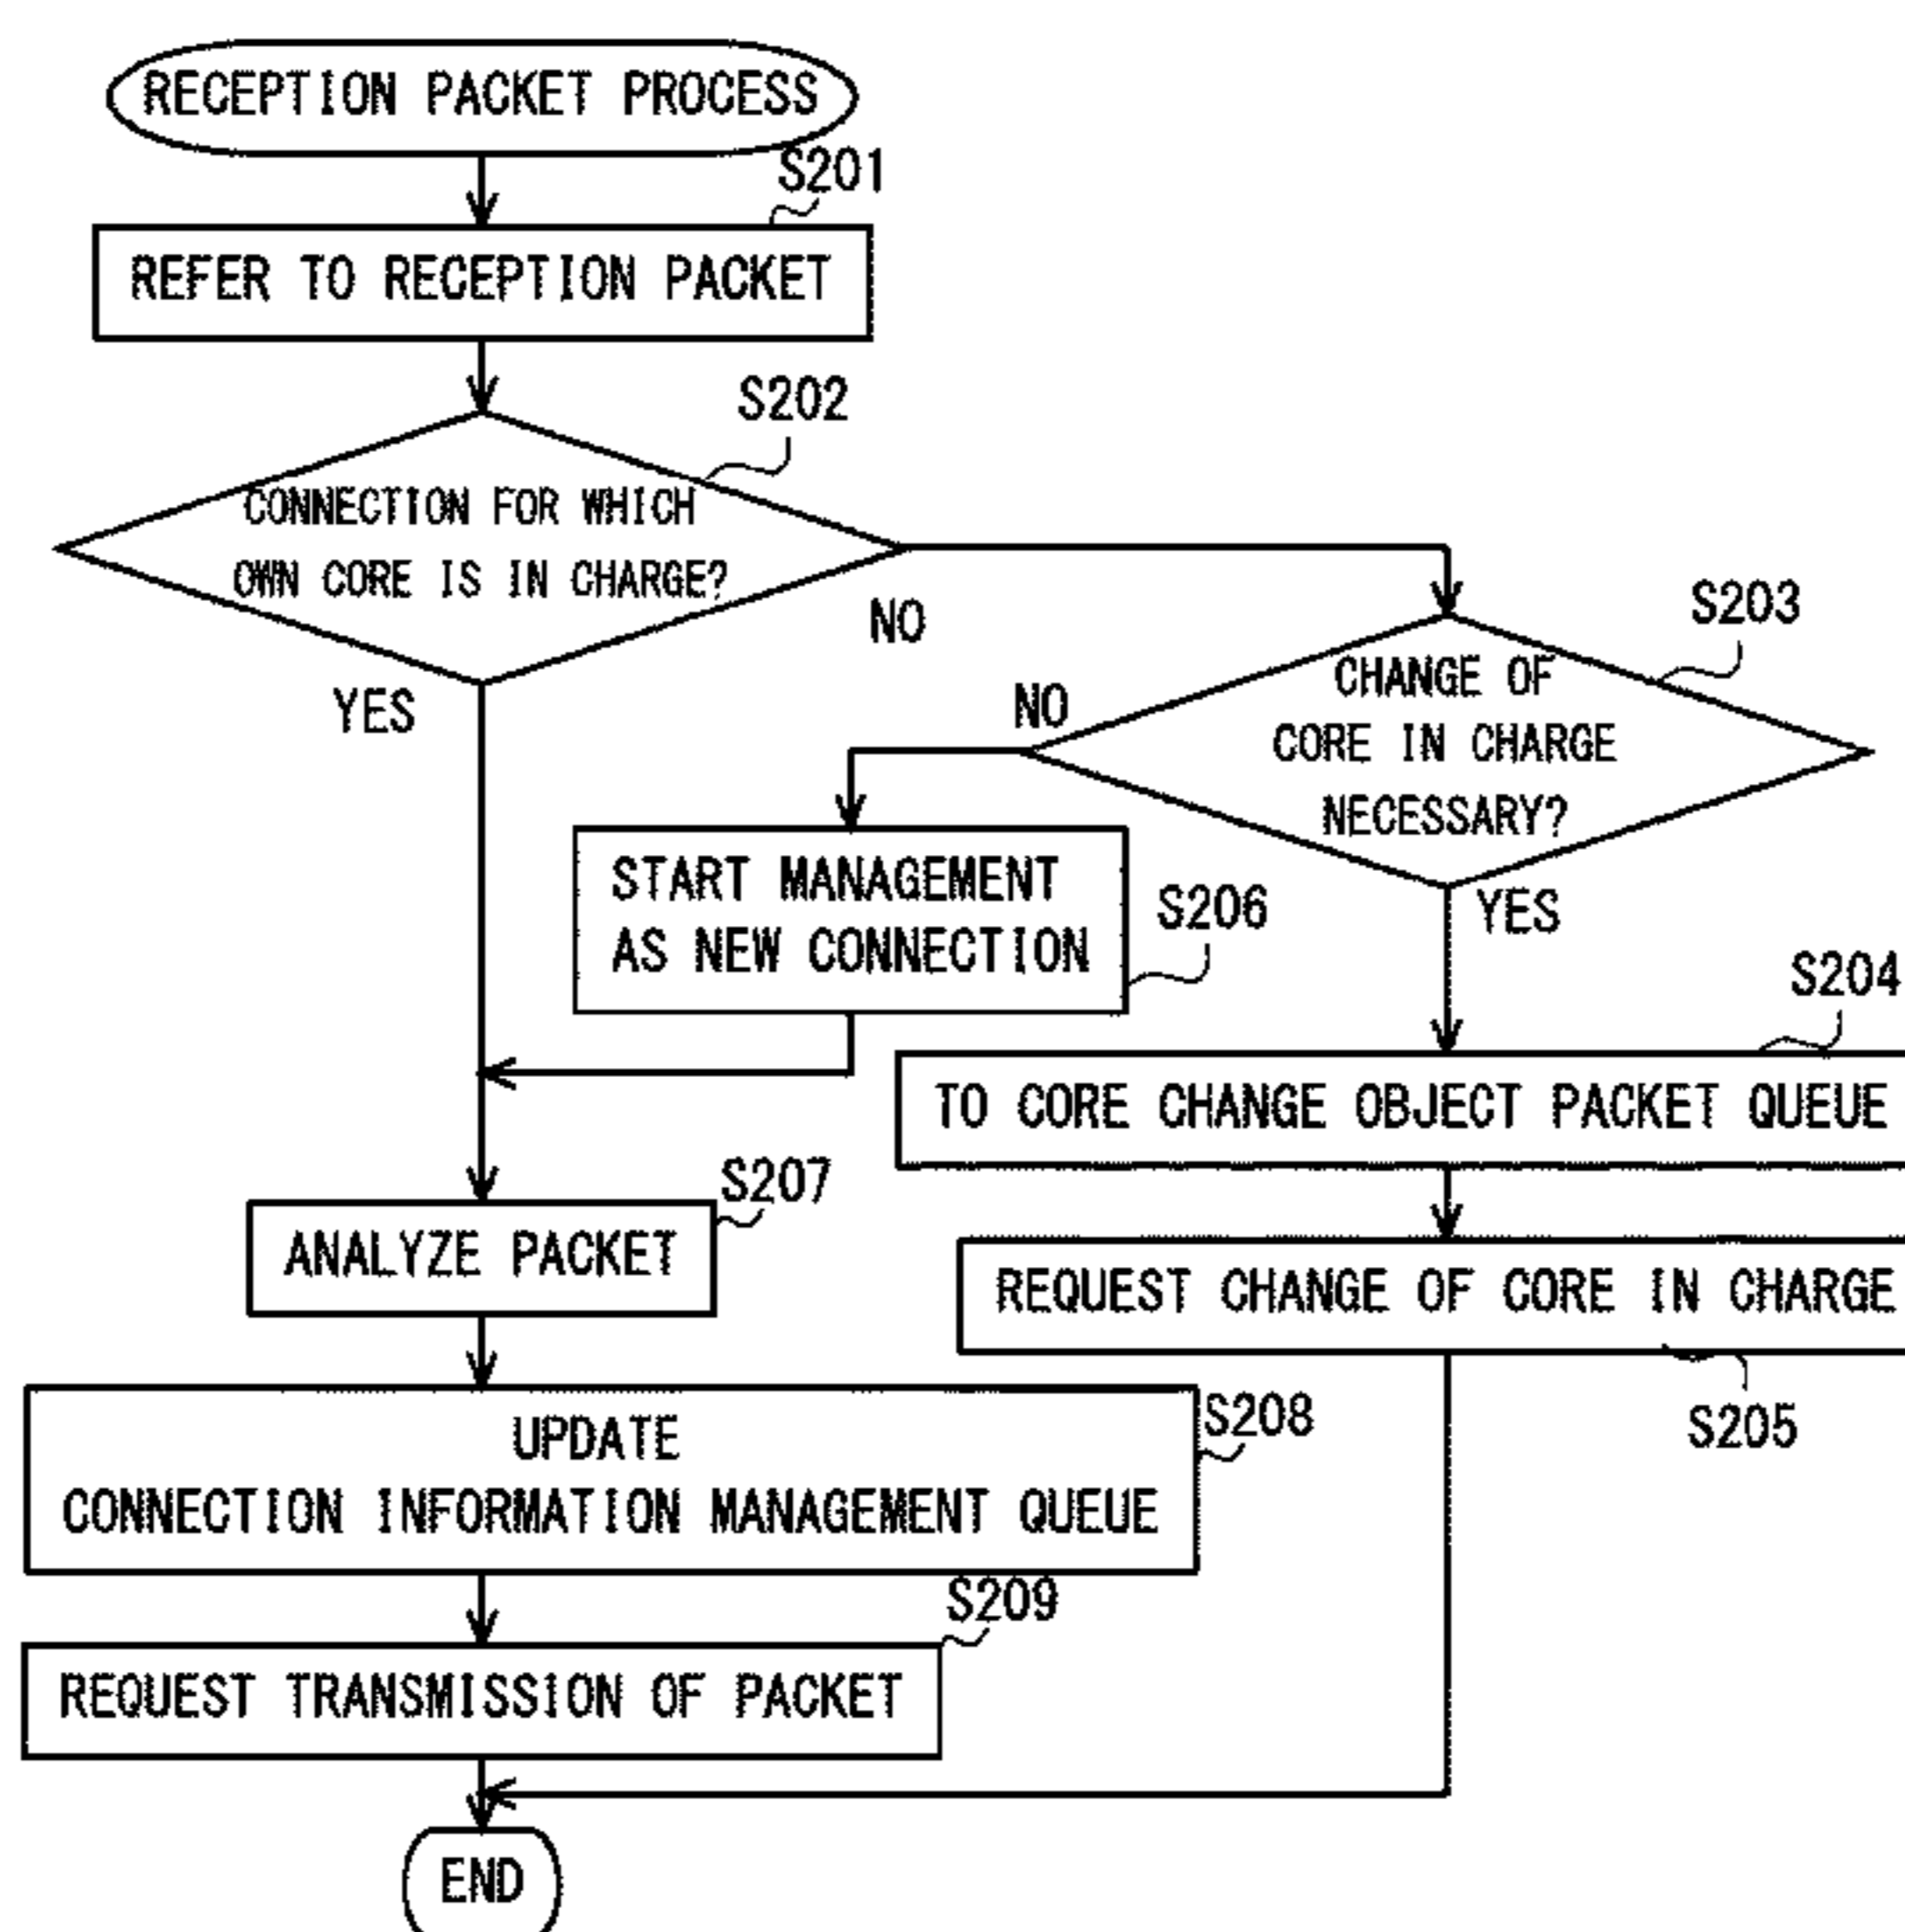 RECEPTION PACKET PROCESS
S201
REFER TO RECEPTION PACKET
S202
CONNECTION FOR WHICH
OWN CORE IS IN CHARGE?
NO
YES
S203
CHANGE OF
CORE IN CHARGE
NECESSARY?
NO
YES
START MANAGEMENT
AS NEW CONNECTION
S206
S204
TO CORE CHANGE OBJECT PACKET QUEUE
S207
ANALYZE PACKET
REQUEST CHANGE OF CORE IN CHARGE
S205
UPDATE
CONNECTION INFORMATION MANAGEMENT QUEUE
S208
S209
REQUEST TRANSMISSION OF PACKET
END